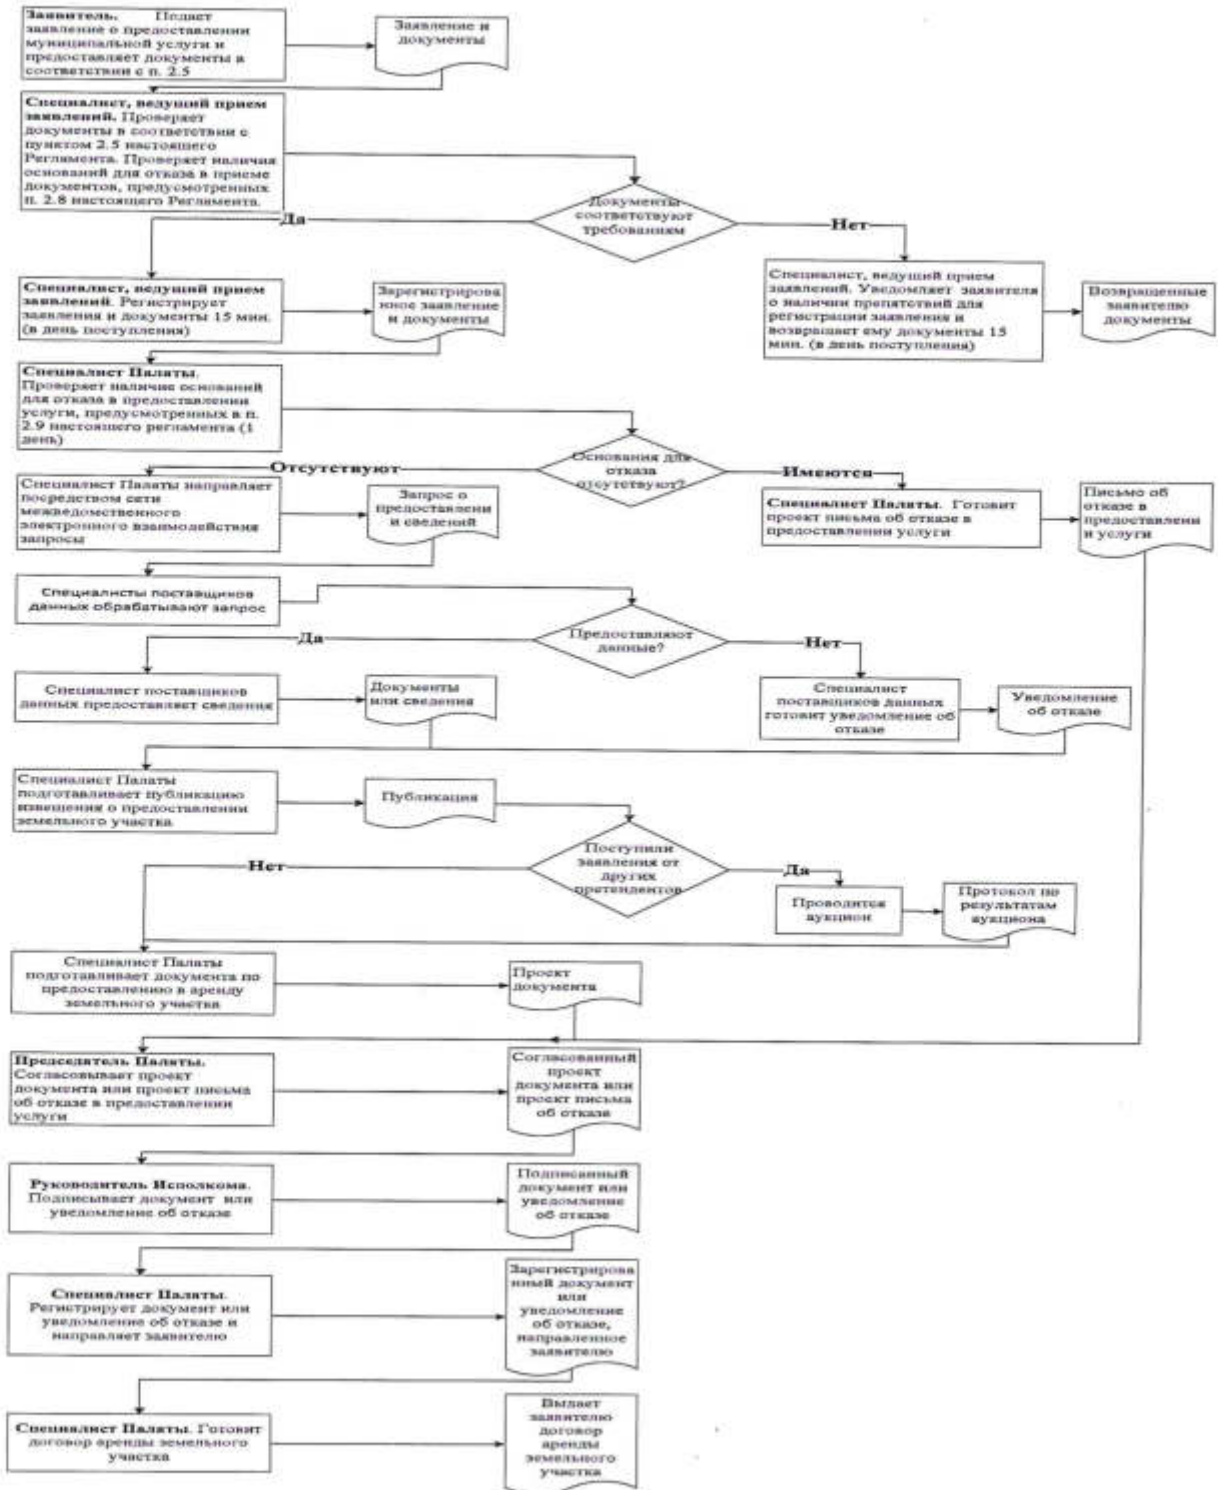 Заявитель. Подает
заявление о предоставлении
муниципальной услуги и
предоставляет документы в
соответствии с п. 2.5
Заявление и
документы
Специалист, ведущий прием
заявлений. Проверяет
документы в соответствии с
пунктом 2.5 настоящего
Регламента. Проверяет наличия
оснований для отказа в приеме
документов, предусмотренных
п. 2.8 настоящего Регламента.
Документы
соответствуют
требованиям
Да
Нет
Специалист, ведущий прием
заявлений. Регистрирует
заявления и документы 15 мин.
(в день поступления)
Зарегистрирова
нное заявление
и документы
Специалист, ведущий прием
заявлений. Уведомляет заявителя
о наличии препятствий для
регистрации заявления и
возвращает ему документы 15
мин. (в день поступления)
Возвращенные
заявителю
документы
Специалист Палаты.
Проверяет наличие оснований
для отказа в предоставлении
услуги, предусмотренных в п.
2.9 настоящего регламента (1
день)
Основания для
отказа
отсутствуют?
Отсутствуют
Имеются
Специалист Палаты направляет
посредством сети
межведомственного
электронного взаимодействия
запросы
Запрос о
предоставлени
и сведений
Специалист Палаты. Готовит
проект письма об отказе в
предоставлении услуги
Письмо об
отказе в
предоставлени
и услуги
Специалисты поставщиков
данных обрабатывают запрос
Предоставляют
данные?
Да
Нет
Специалист поставщиков
данных предоставляет сведения
Документы
или сведения
Специалист
поставщиков данных
готовит уведомление об
отказе
Уведомление
об отказе
Специалист Палаты
подготавливает публикацию
извещения о предоставлении
земельного участка
Публикация
Поступили
заявления от
других
претендентов
Нет
Да
Проводится
аукцион
Протокол по
результатам
аукциона
Специалист Палаты
подготавливает документа по
предоставлению в аренду
земельного участка
Проект
документа
Председатель Палаты.
Согласовывает проект
документа или проект письма
об отказе в предоставлении
услуги
Согласованный
проект
документа или
проект письма
об отказе
Руководитель Исполкома.
Подписывает документ или
уведомление об отказе
Подписанный
документ или
уведомление
об отказе
Специалист Палаты.
Регистрирует документ или
уведомление об отказе и
направляет заявителю
Зарегистрирова
нный документ
или
уведомление
об отказе,
направленное
заявителю
Специалист Палаты. Готовит
договор аренды земельного
участка
Выдает
заявителю
договор
аренды
земельного
участка